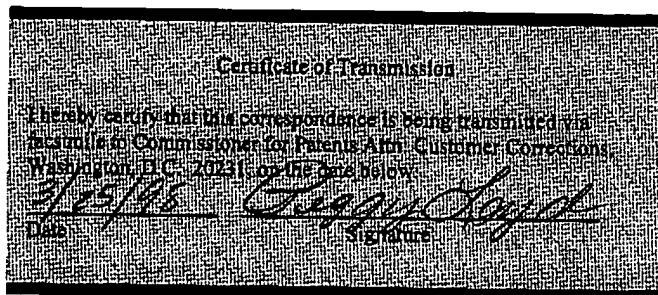 Certificate of Transmission
I hereby certify that this correspondence is being transmitted via
facsimile to Commissioner for Patents Attn: Customer Corrections,
Washington, D.C. 20231, on the date below.
Peggy
Date Signature